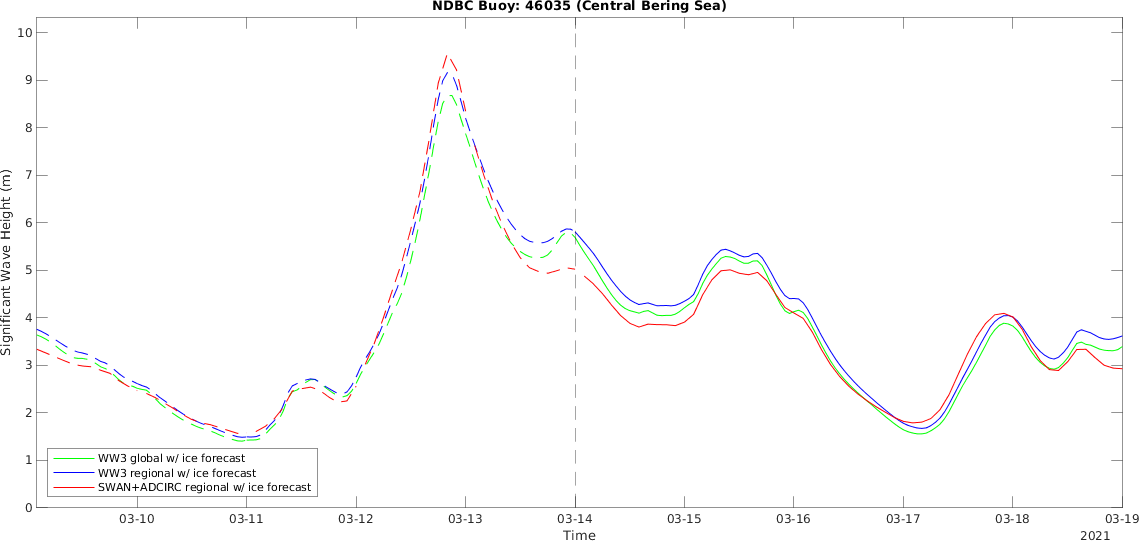 NDBC Buoy: 46035 (Central Bering Sea)
10
9
8
7
6
5
4
3
2
1
0
Significant Wave Height (m)
WW3 global w/ ice forecast
WW3 regional w/ ice forecast
SWAN+ADCIRC regional w/ ice forecast
03-10 03-11 03-12 03-13 03-14 03-15 03-16 03-17 03-18 03-19
Time
2021